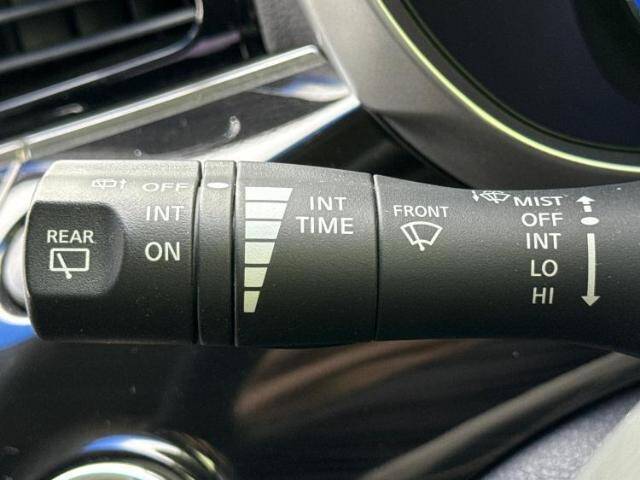 OFF
INT
ON
REAR
INT
TIME
FRONT
MIST
OFF
INT
LO
HI